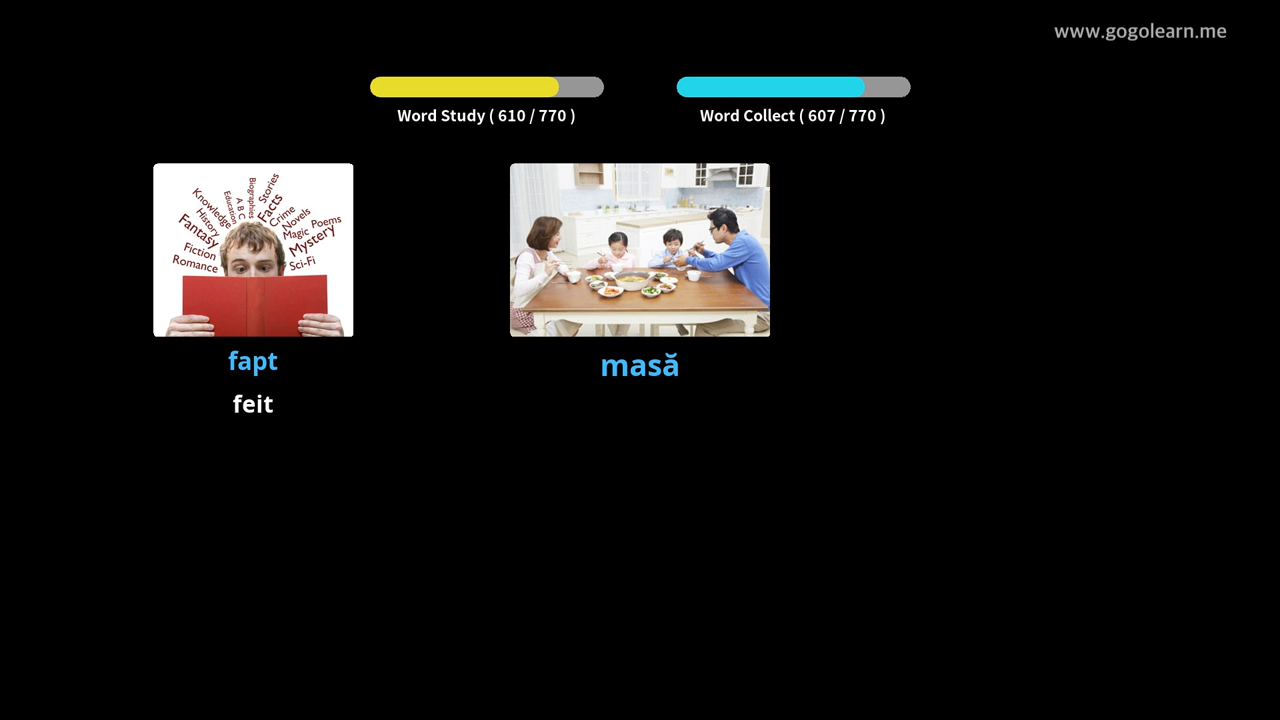 www.gogolearn.me
Word Study ( 610 / 770 )
Word Collect ( 607 / 770 )
Biographies
Stories
Facts
Education
A B C
Crime
Knowledge
Novels
History
Poems
Magic
Fantasy
Mystery
Fiction
Sci-Fi
Romance
fapt
feit
masă